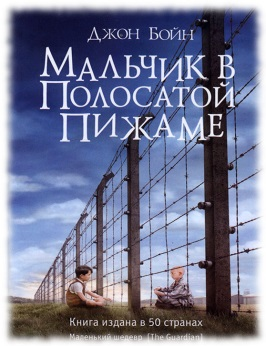 Джон Бойн
Мальчик в
Полосатой
Пижаме
Книга издана в 50 странах
Маленький шедевр. (The Guardian)